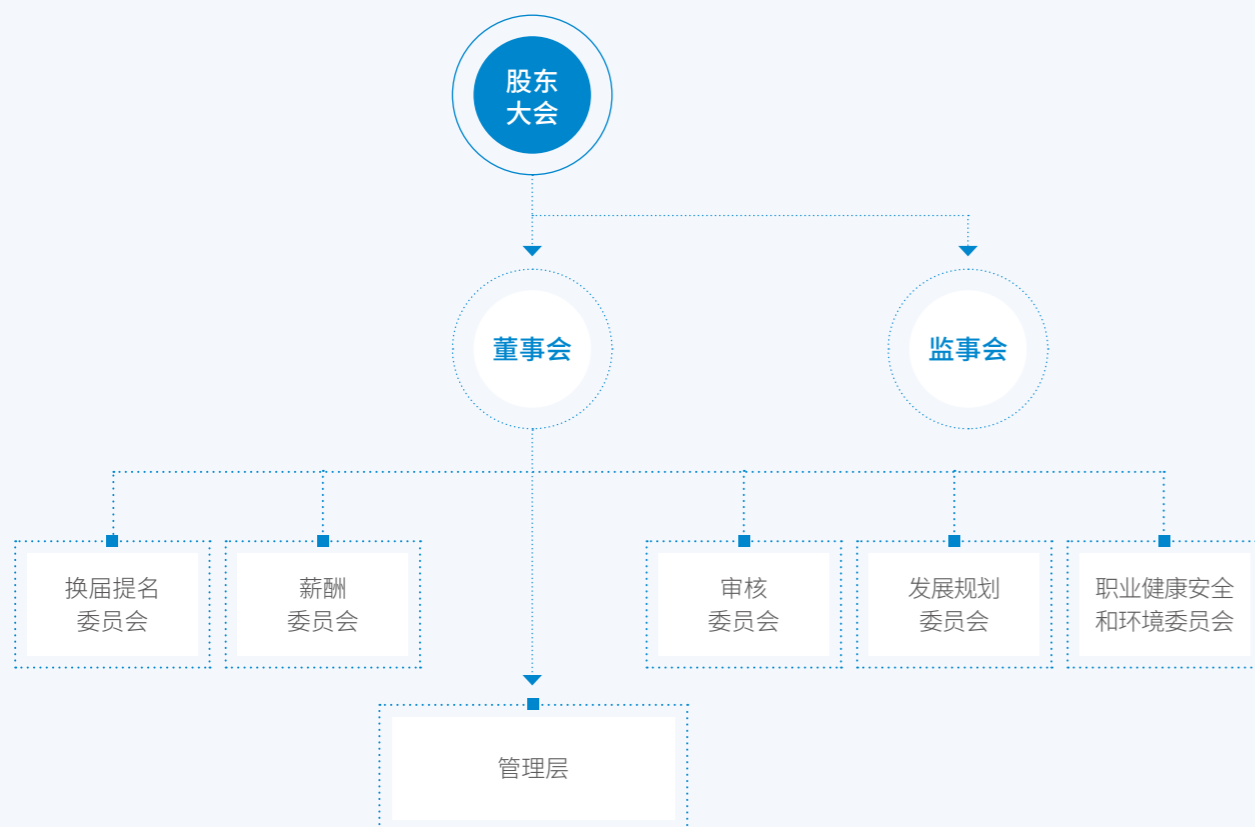 股东
大会
董事会
监事会
换届提名
委员会
薪酬
委员会
审核
委员会
发展规划
委员会
职业健康安全
和环境委员会
管理层